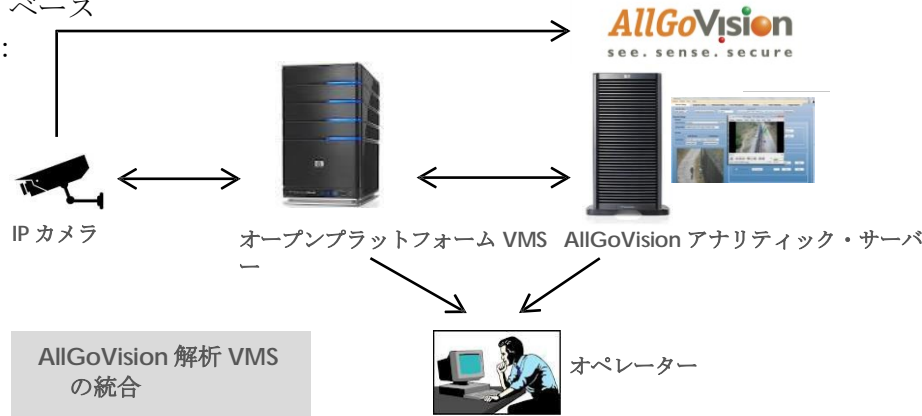 ベース
:
AllGoVision
see. sense. secure
IP カメラ
オープンプラットフォーム VMS
AllGoVision アナリティック・サーバ
ー
AllGoVision 解析 VMS
の統合
オペレーター